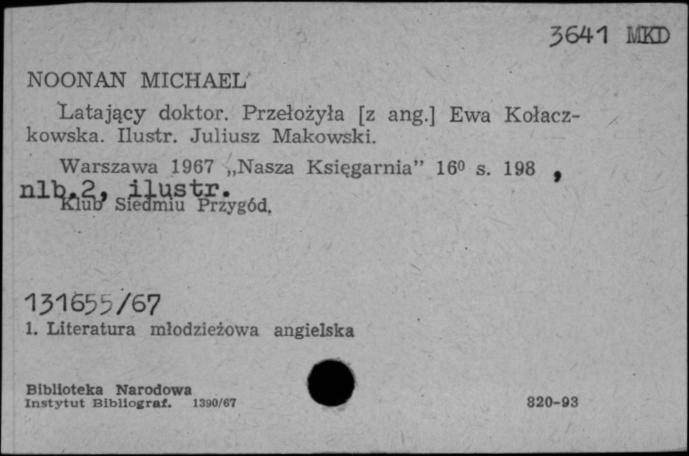 3641 MKD
NOONAN MICHAEL
Latający doktor. Przełożyła [z ang.] Ewa Kołacz-
kowska. Ilustr. Juliusz Makowski.
Warszawa 1967 „Nasza Księgarnia” 16⁰ s. 198 ,
nlb.2, ilustr.
Klub Siedmiu Przygód.
131655/67
1. Literatura młodzieżowa angielska
Biblioteka Narodowa
Instytut Bibliograf. 1390/67 820-93